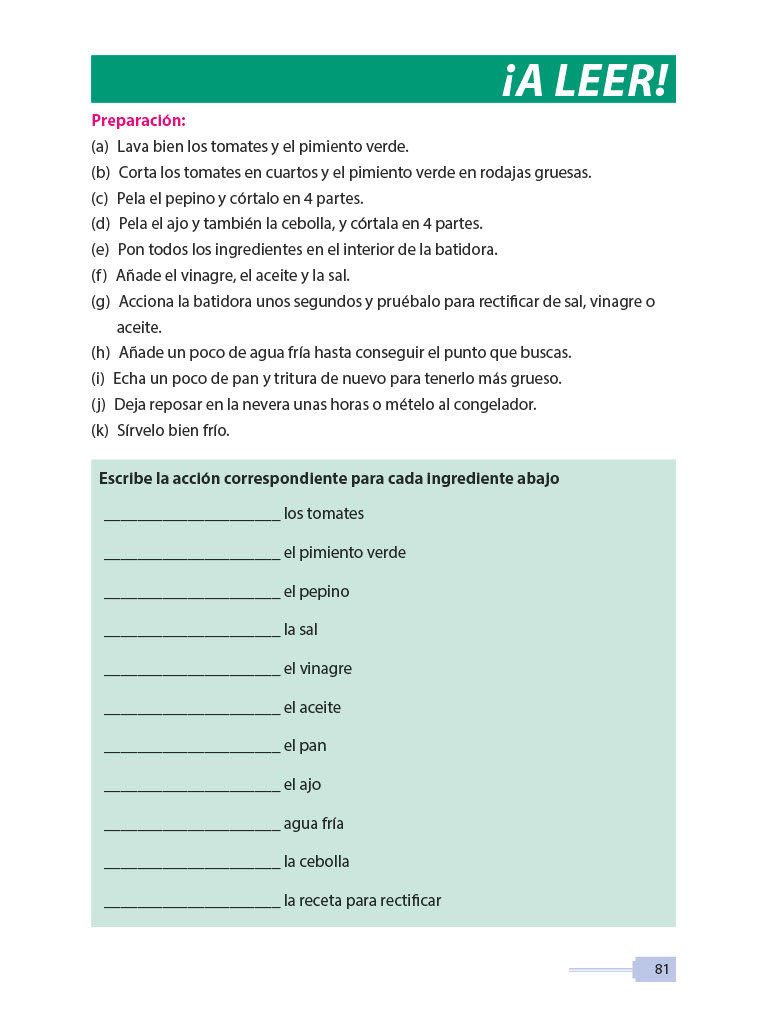 ¡A LEER!
Preparación:
(a) Lava bien los tomates y el pimiento verde.
(b) Corta los tomates en cuartos y el pimiento verde en rodajas gruesas.
(c) Pela el pepino y córtalo en 4 partes.
(d) Pela el ajo y también la cebolla, y córtala en 4 partes.
(e) Pon todos los ingredientes en el interior de la batidora.
(f) Añade el vinagre, el aceite y la sal.
(g) Acciona la batidora unos segundos y pruébalo para rectificar de sal, vinagre o
aceite.
(h) Añade un poco de agua fría hasta conseguir el punto que buscas.
(i) Echa un poco de pan y tritura de nuevo para tenerlo más grueso.
(j) Deja reposar en la nevera unas horas o mételo al congelador.
(k) Sírvelo bien frío.
Escribe la acción correspondiente para cada ingrediente abajo
_____________________ los tomates
_____________________ el pimiento verde
_____________________ el pepino
_____________________ la sal
_____________________ el vinagre
_____________________ el aceite
_____________________ el pan
_____________________ el ajo
_____________________ agua fría
_____________________ la cebolla
_____________________ la receta para rectificar
81